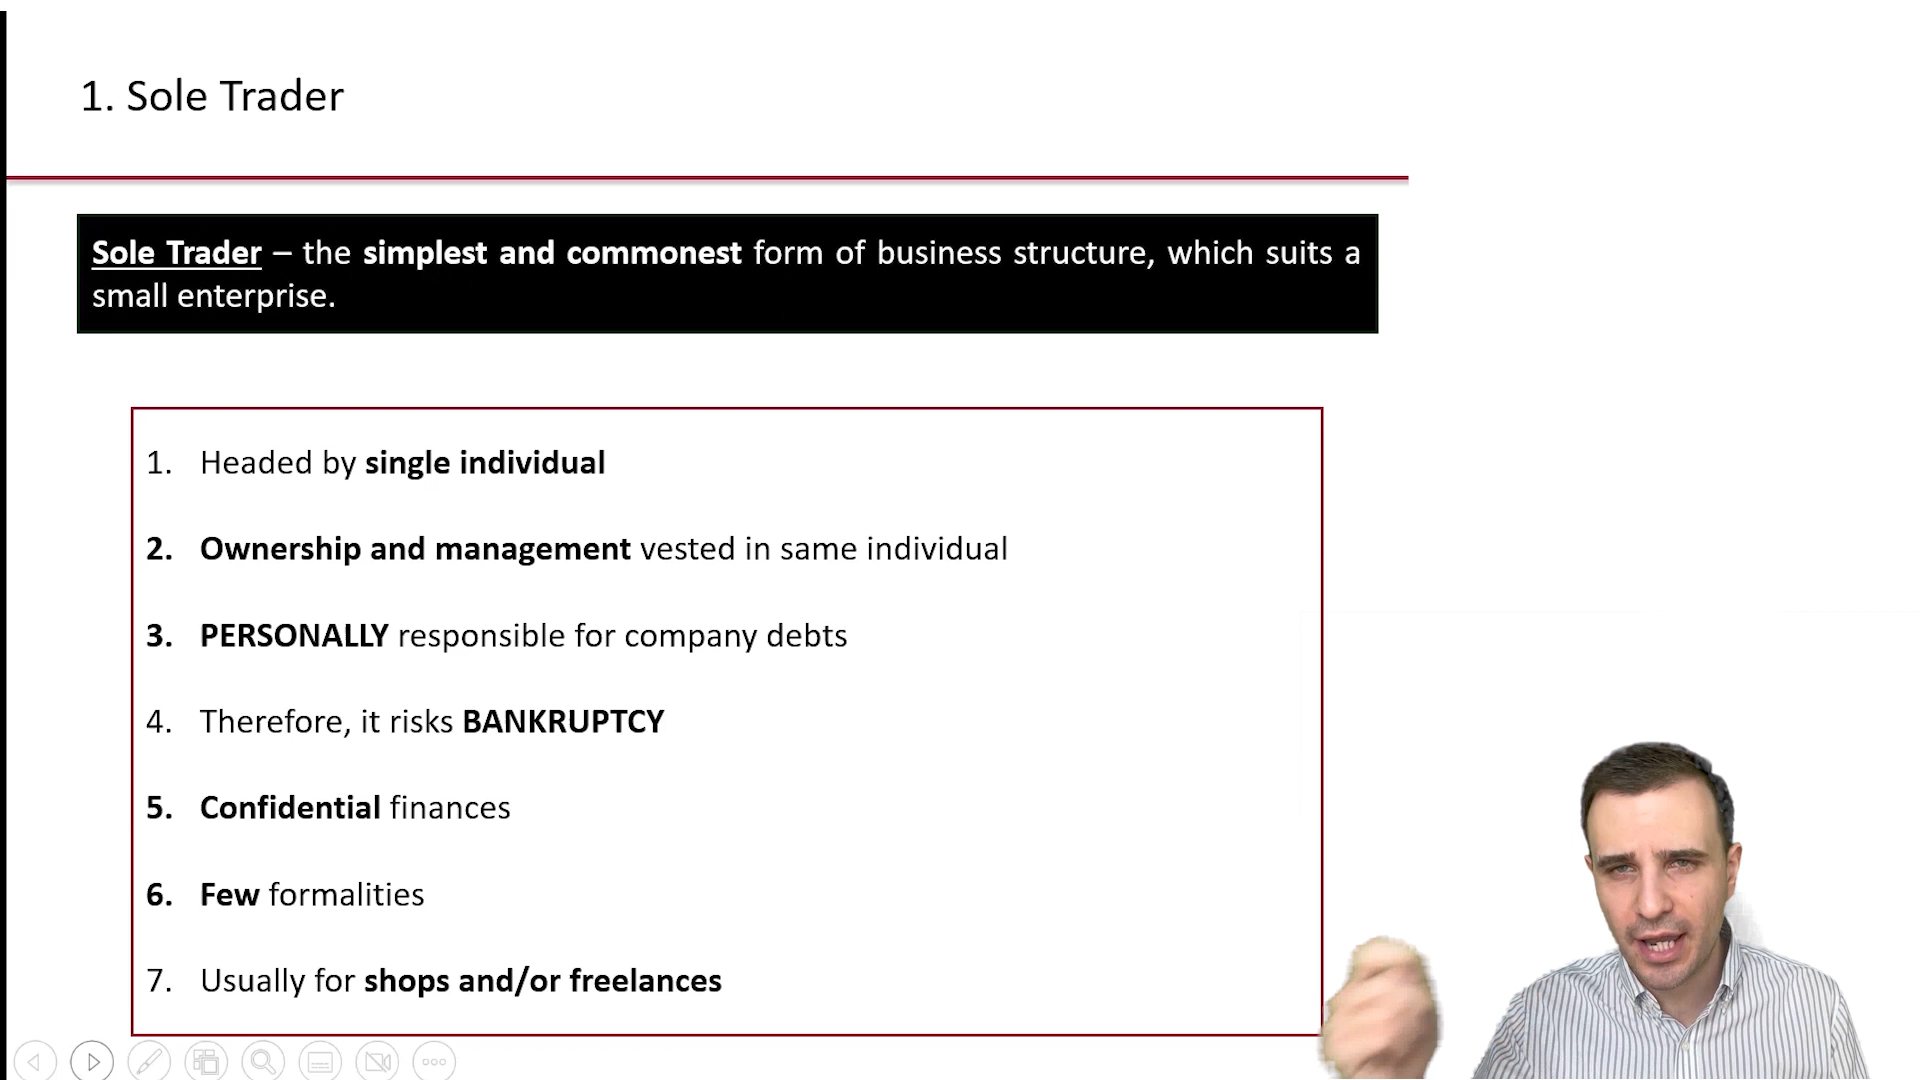 1. Sole Trader
Sole Trader – the simplest and commonest form of business structure, which suits a
small enterprise.
1. Headed by single individual
2. Ownership and management vested in same individual
3. PERSONALLY responsible for company debts
4. Therefore, it risks BANKRUPTCY
5. Confidential finances
6. Few formalities
7. Usually for shops and/or freelances